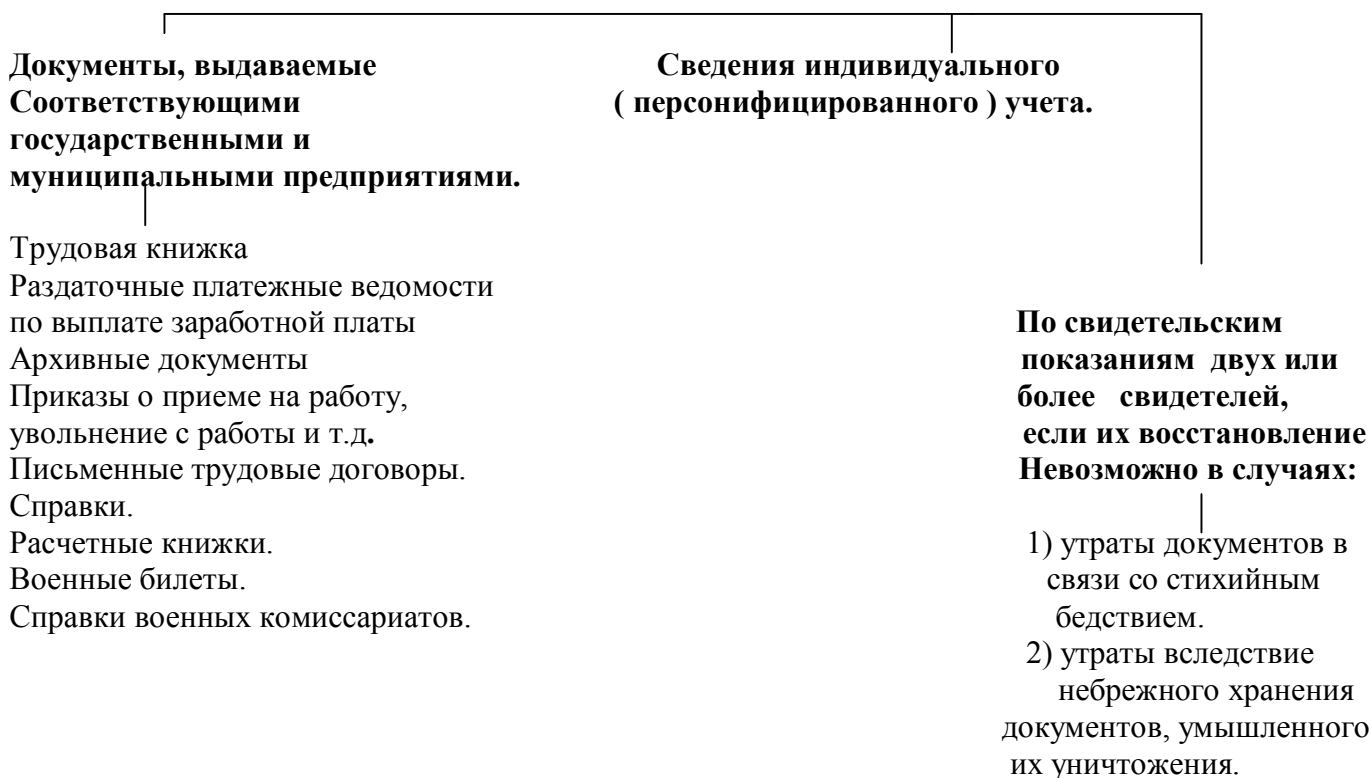 Документы, выдаваемые
Соответствующими
государственными и
муниципальными предприятиями.
Трудовая книжка
Раздаточные платежные ведомости
по выплате заработной платы
Архивные документы
Приказы о приеме на работу,
увольнение с работы и т.д.
Письменные трудовые договоры.
Справки.
Расчетные книжки.
Военные билеты.
Справки военных комиссариатов.
Сведения индивидуального
( персонифицированного ) учета.
По свидетельским
показаниям двух или
более свидетелей,
если их восстановление
Невозможно в случаях:
1) утраты документов в
связи со стихийным
бедствием.
2) утраты вследствие
небрежного хранения
документов, умышленного
их уничтожения.